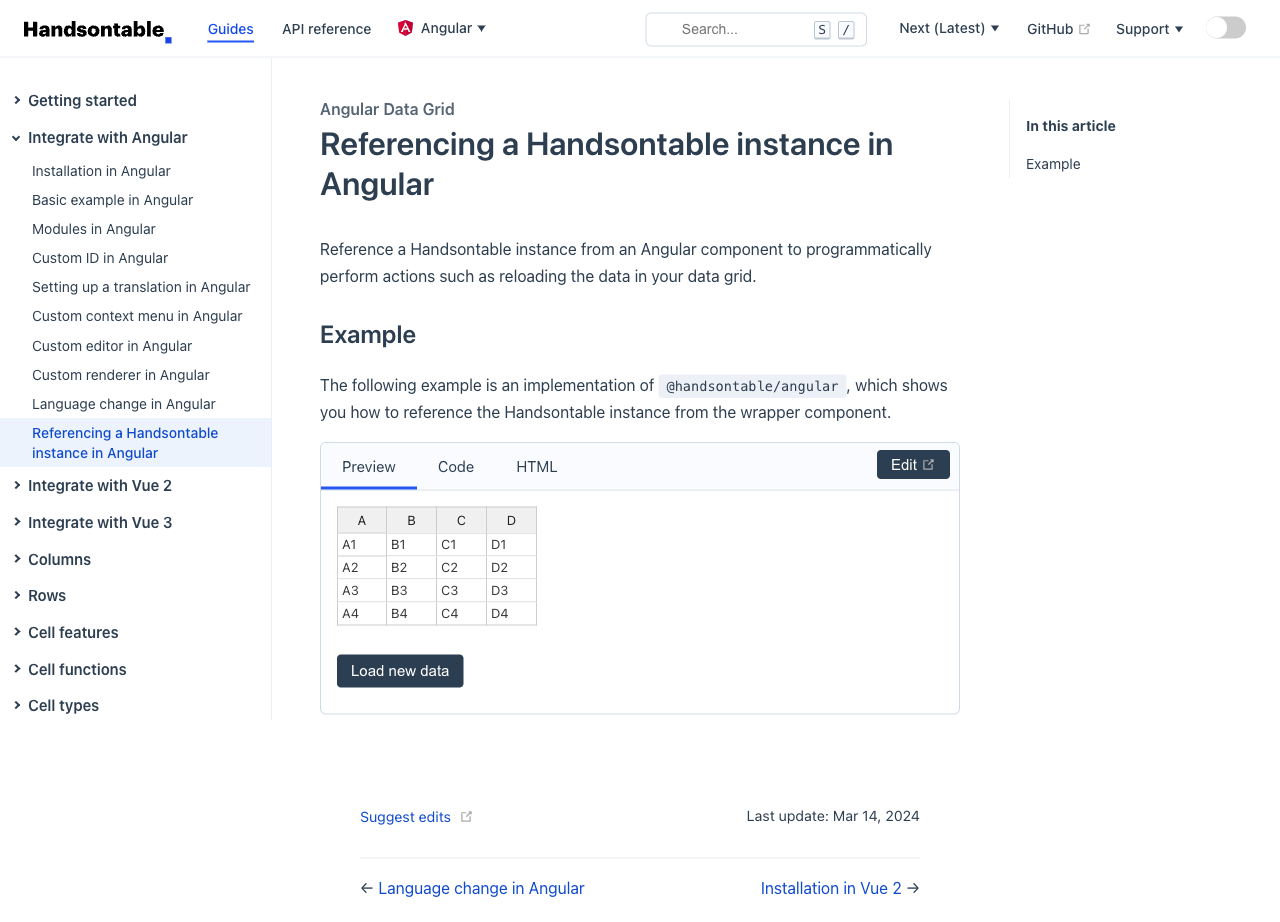 Handsontable
Guides
API reference
Angular ▾
Search...
S
/
Next (Latest) ▾
GitHub
Support ▾
Getting started
Integrate with Angular
Installation in Angular
Basic example in Angular
Modules in Angular
Custom ID in Angular
Setting up a translation in Angular
Custom context menu in Angular
Custom editor in Angular
Custom renderer in Angular
Language change in Angular
Referencing a Handsontable
instance in Angular
Integrate with Vue 2
Integrate with Vue 3
Columns
Rows
Cell features
Cell functions
Cell types
Angular Data Grid
Referencing a Handsontable instance in
Angular
Reference a Handsontable instance from an Angular component to programmatically
perform actions such as reloading the data in your data grid.
Example
The following example is an implementation of @handsontable/angular, which shows
you how to reference the Handsontable instance from the wrapper component.
Preview Code HTML Edit
A B C D
A1 B1 C1 D1
A2 B2 C2 D2
A3 B3 C3 D3
A4 B4 C4 D4
Load new data
Suggest edits
Last update: Mar 14, 2024
← Language change in Angular
Installation in Vue 2 →
In this article
Example